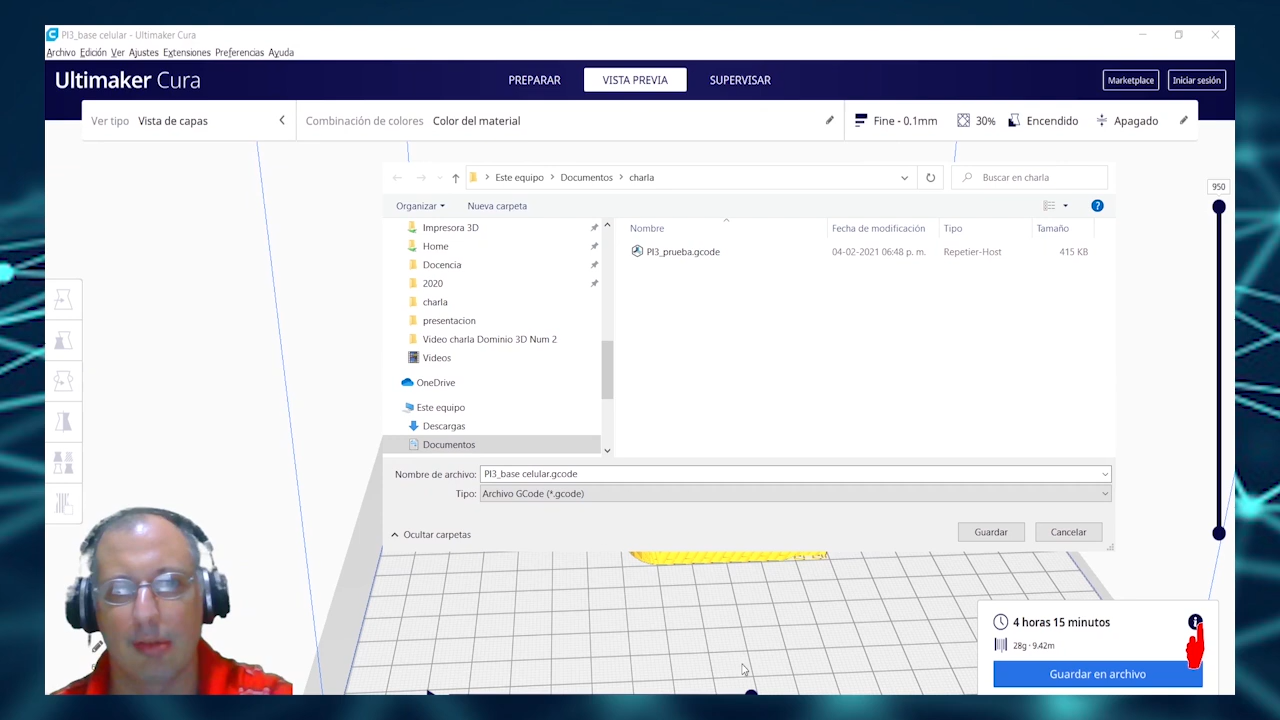 PI3_base celular - Ultimaker Cura
Archivo Edición Ver Ajustes Extensiones Preferencias Ayuda
Ultimaker Cura
PREPARAR VISTA PREVIA SUPERVISAR
Marketplace Iniciar sesión
Ver tipo Vista de capas
Combinación de colores Color del material
Fine - 0.1mm 30% Encendido Apagado
Este equipo > Documentos > charla
Buscar en charla
950
Organizar Nueva carpeta
Impresora 3D
Home
Docencia
2020
charla
presentacion
Video charla Dominio 3D Num 2
Videos
OneDrive
Este equipo
Descargas
Documentos
Nombre Fecha de modificación Tipo Tamaño
PI3_prueba.gcode 04-02-2021 06:48 p. m. Repetier-Host 415 KB
Nombre de archivo: PI3_base celular.gcode
Tipo: Archivo GCode (*.gcode)
Ocultar carpetas
Guardar Cancelar
4 horas 15 minutos
28g · 9.42m
Guardar en archivo